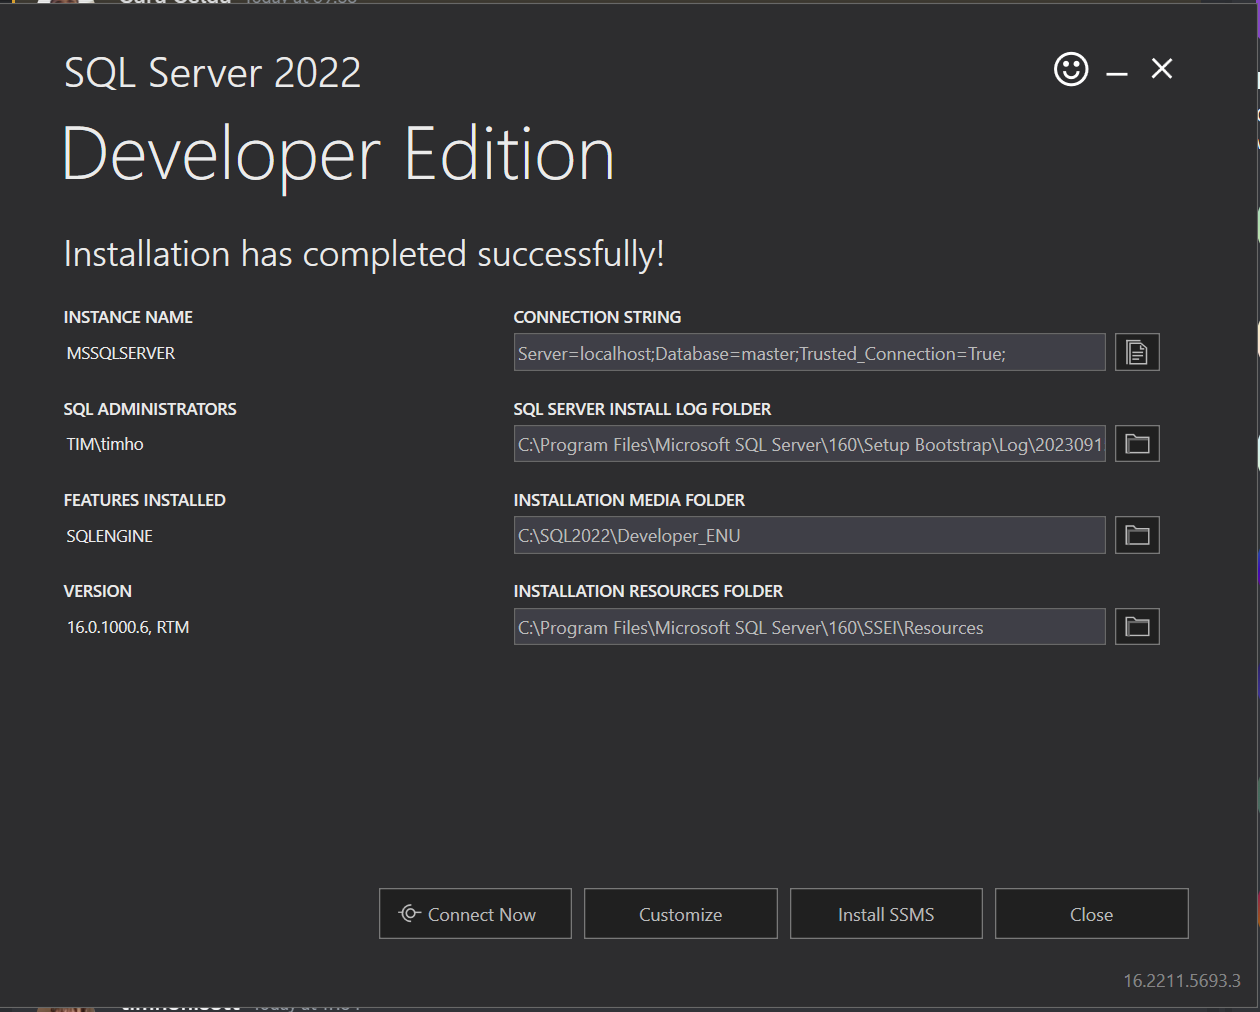 SQL Server 2022
Developer Edition
Installation has completed successfully!
INSTANCE NAME
MSSQLSERVER
CONNECTION STRING
Server=localhost;Database=master;Trusted_Connection=True;
SQL ADMINISTRATORS
TIM\timho
SQL SERVER INSTALL LOG FOLDER
C:\Program Files\Microsoft SQL Server\160\Setup Bootstrap\Log\2023091
FEATURES INSTALLED
SQLENGINE
INSTALLATION MEDIA FOLDER
C:\SQL2022\Developer_ENU
VERSION
16.0.1000.6, RTM
INSTALLATION RESOURCES FOLDER
C:\Program Files\Microsoft SQL Server\160\SSEI\Resources
Connect Now
Customize
Install SSMS
Close
16.2211.5693.3